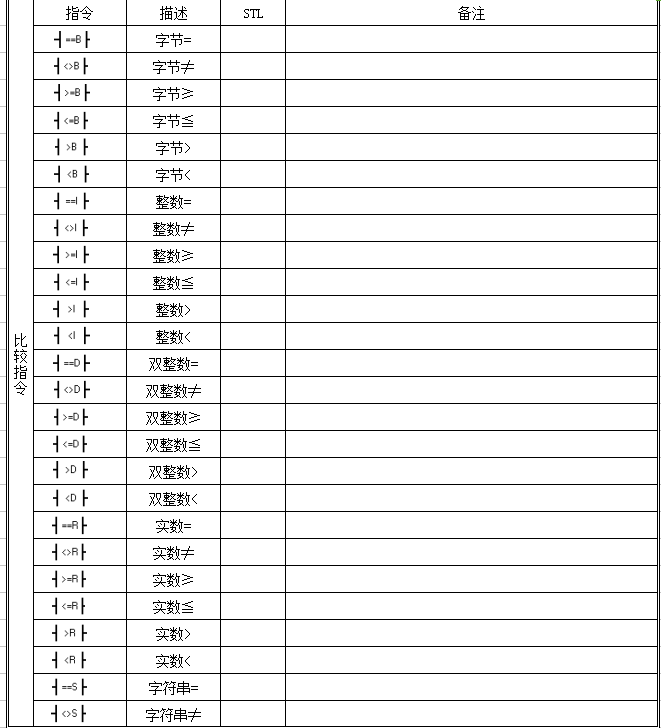 指令 描述 STL 备注
==B 字节=
<>B 字节≠
>=B 字节≥
<=B 字节≦
>B 字节>
<B 字节<
==I 整数=
<>I 整数≠
>=I 整数≥
<=I 整数≦
>I 整数>
<I 整数<
比较指令
==D 双整数=
<>D 双整数≠
>=D 双整数≥
<=D 双整数≦
>D 双整数>
<D 双整数<
==R 实数=
<>R 实数≠
>=R 实数≥
<=R 实数≦
>R 实数>
<R 实数<
==S 字符串=
<>S 字符串≠